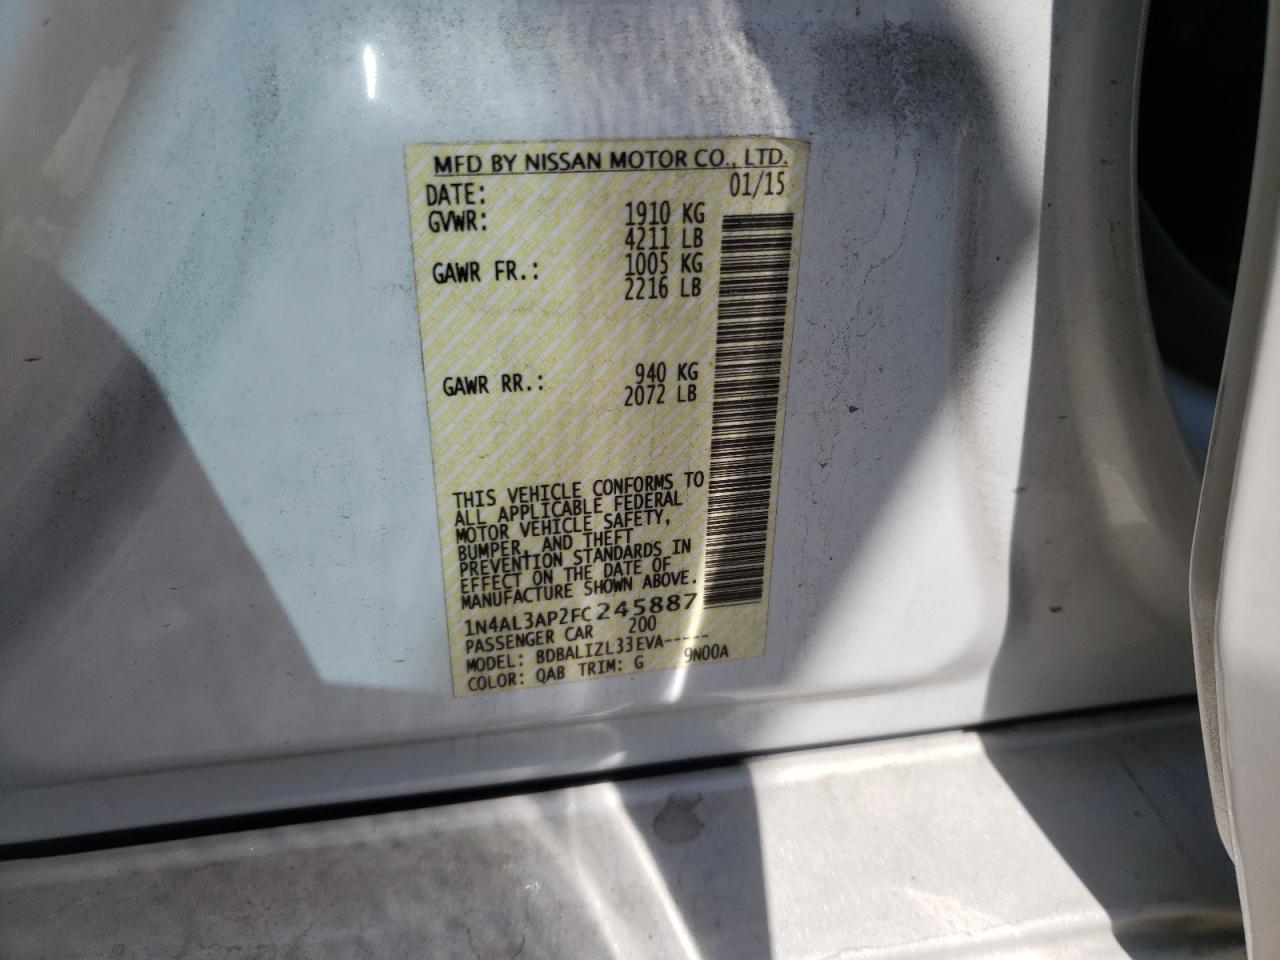 MFD BY NISSAN MOTOR CO., LTD.
DATE: 01/15
GVWR: 1910 KG
4211 LB
GAWR FR.: 1005 KG
2216 LB
GAWR RR.: 940 KG
2072 LB
THIS VEHICLE CONFORMS TO
ALL APPLICABLE FEDERAL
MOTOR VEHICLE SAFETY,
BUMPER, AND THEFT
PREVENTION STANDARDS IN
EFFECT ON THE DATE OF
MANUFACTURE SHOWN ABOVE.
1N4AL3AP2FC245887
PASSENGER CAR 200
MODEL: BDBALIZL33EVA-----
COLOR: QAB TRIM: G 9N00A